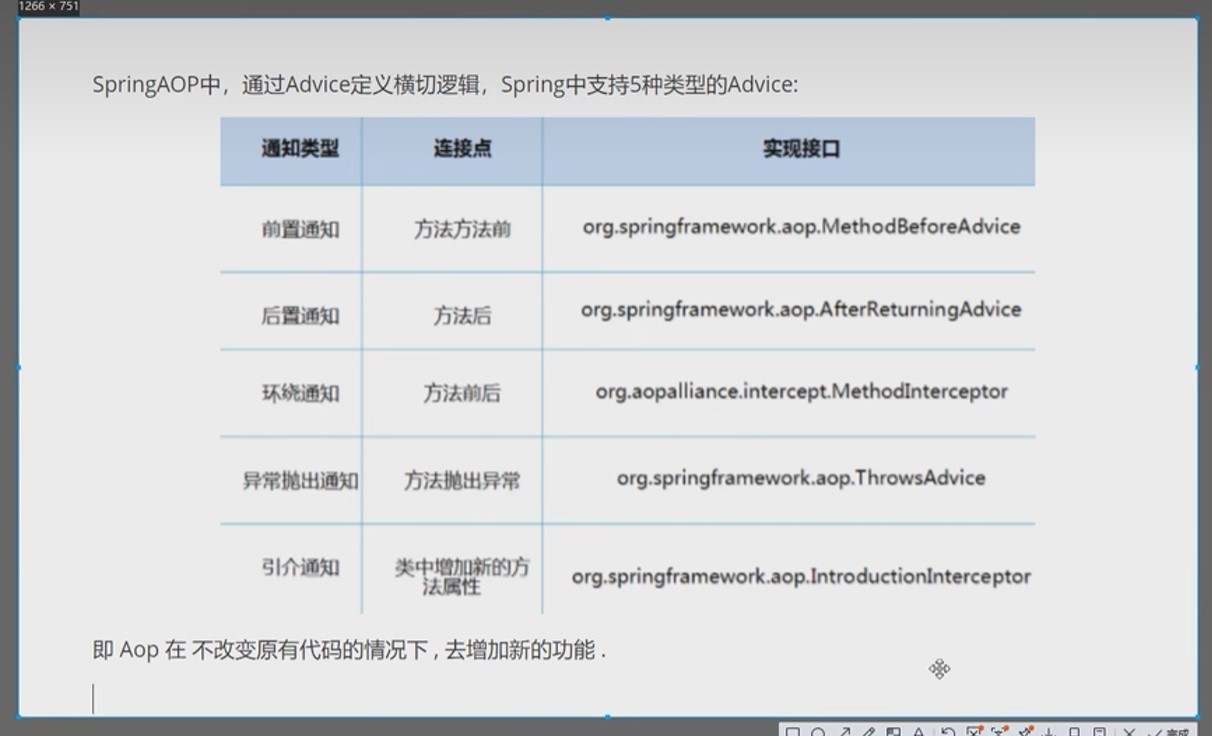 1266 × 751
SpringAOP中，通过Advice定义横切逻辑，Spring中支持5种类型的Advice:
通知类型 连接点 实现接口
前置通知 方法方法前 org.springframework.aop.MethodBeforeAdvice
后置通知 方法后 org.springframework.aop.AfterReturningAdvice
环绕通知 方法前后 org.aopalliance.intercept.MethodInterceptor
异常抛出通知 方法抛出异常 org.springframework.aop.ThrowsAdvice
引介通知 类中增加新的方
法属性 org.springframework.aop.IntroductionInterceptor
即 Aop 在 不改变原有代码的情况下 , 去增加新的功能 .
完成